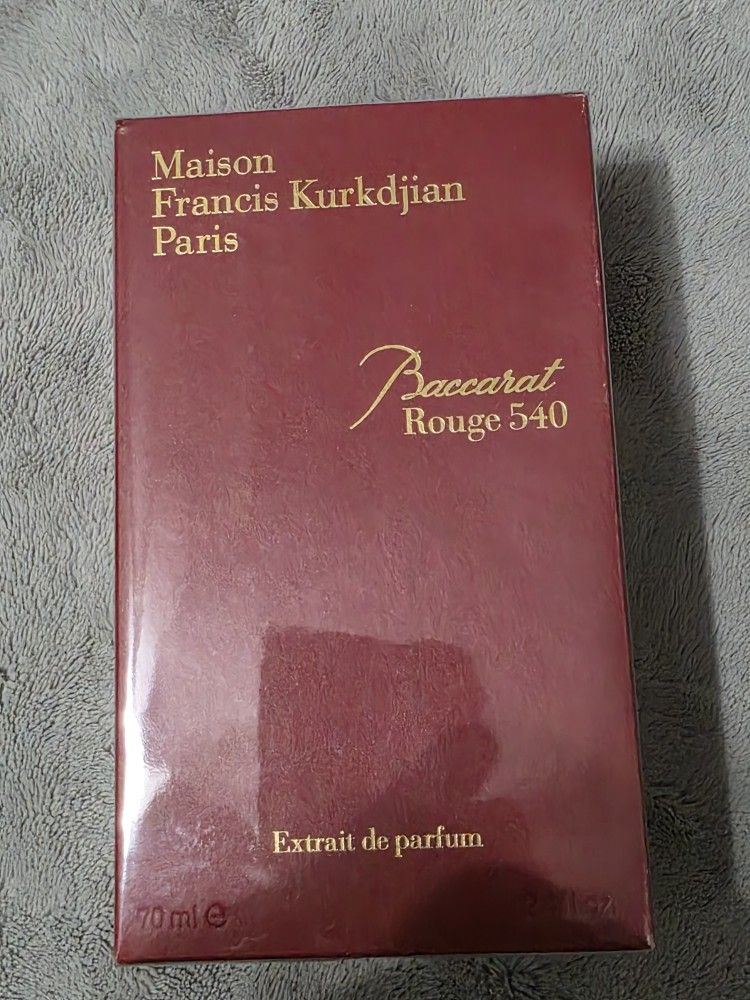 Maison
Francis Kurkdjian
Paris
Baccarat
Rouge 540
Extrait de parfum
70 ml e